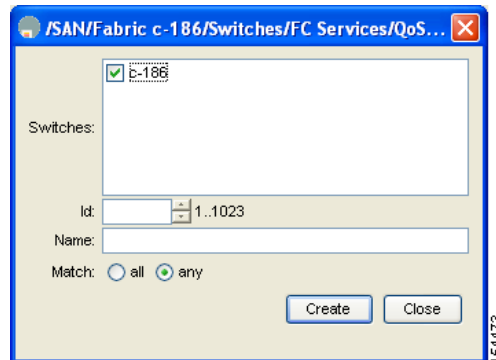 /SAN/Fabric c-186/Switches/FC Services/QoS...
c-186
Switches:
Id: 1..1023
Name:
Match: all any
Create Close